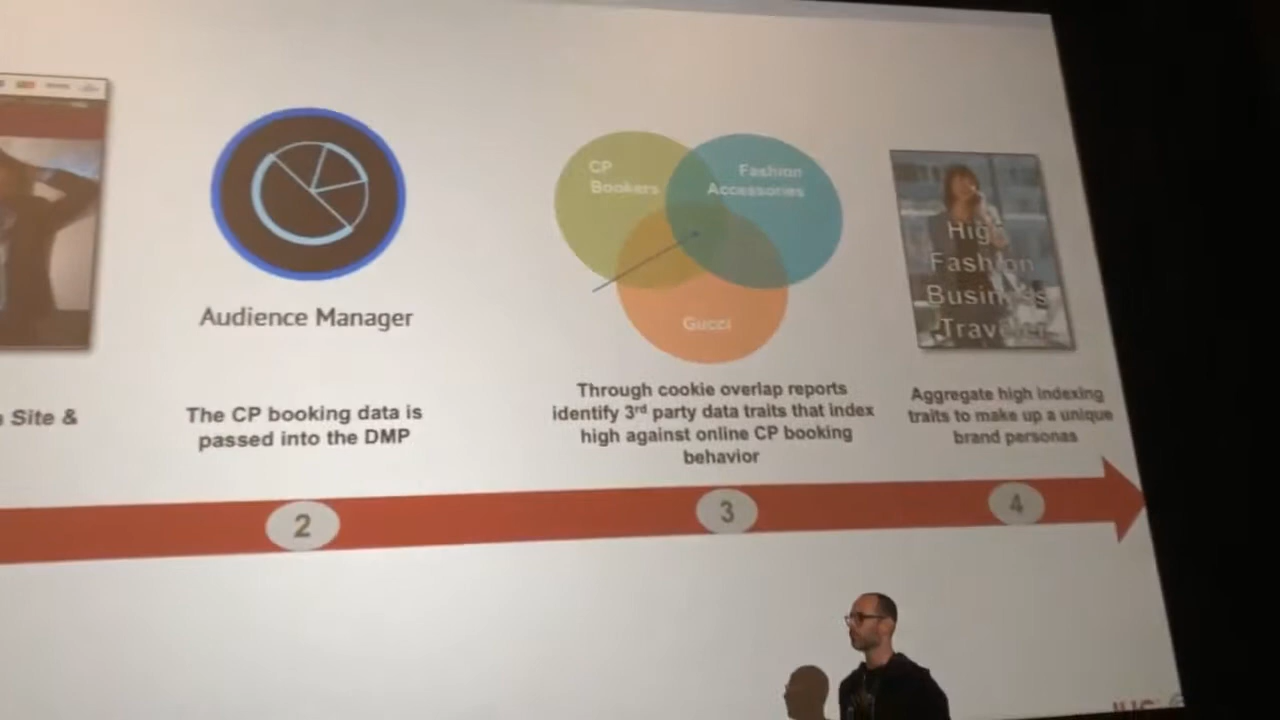 Site &
Audience Manager
The CP booking data is
passed into the DMP
CP
Bookers
Fashion
Accessories
Gucci
Through cookie overlap reports
identify 3rd party data traits that index
high against online CP booking
behavior
High
Fashion
Business
Traveler
Aggregate high indexing
traits to make up a unique
brand personas
2
3
4